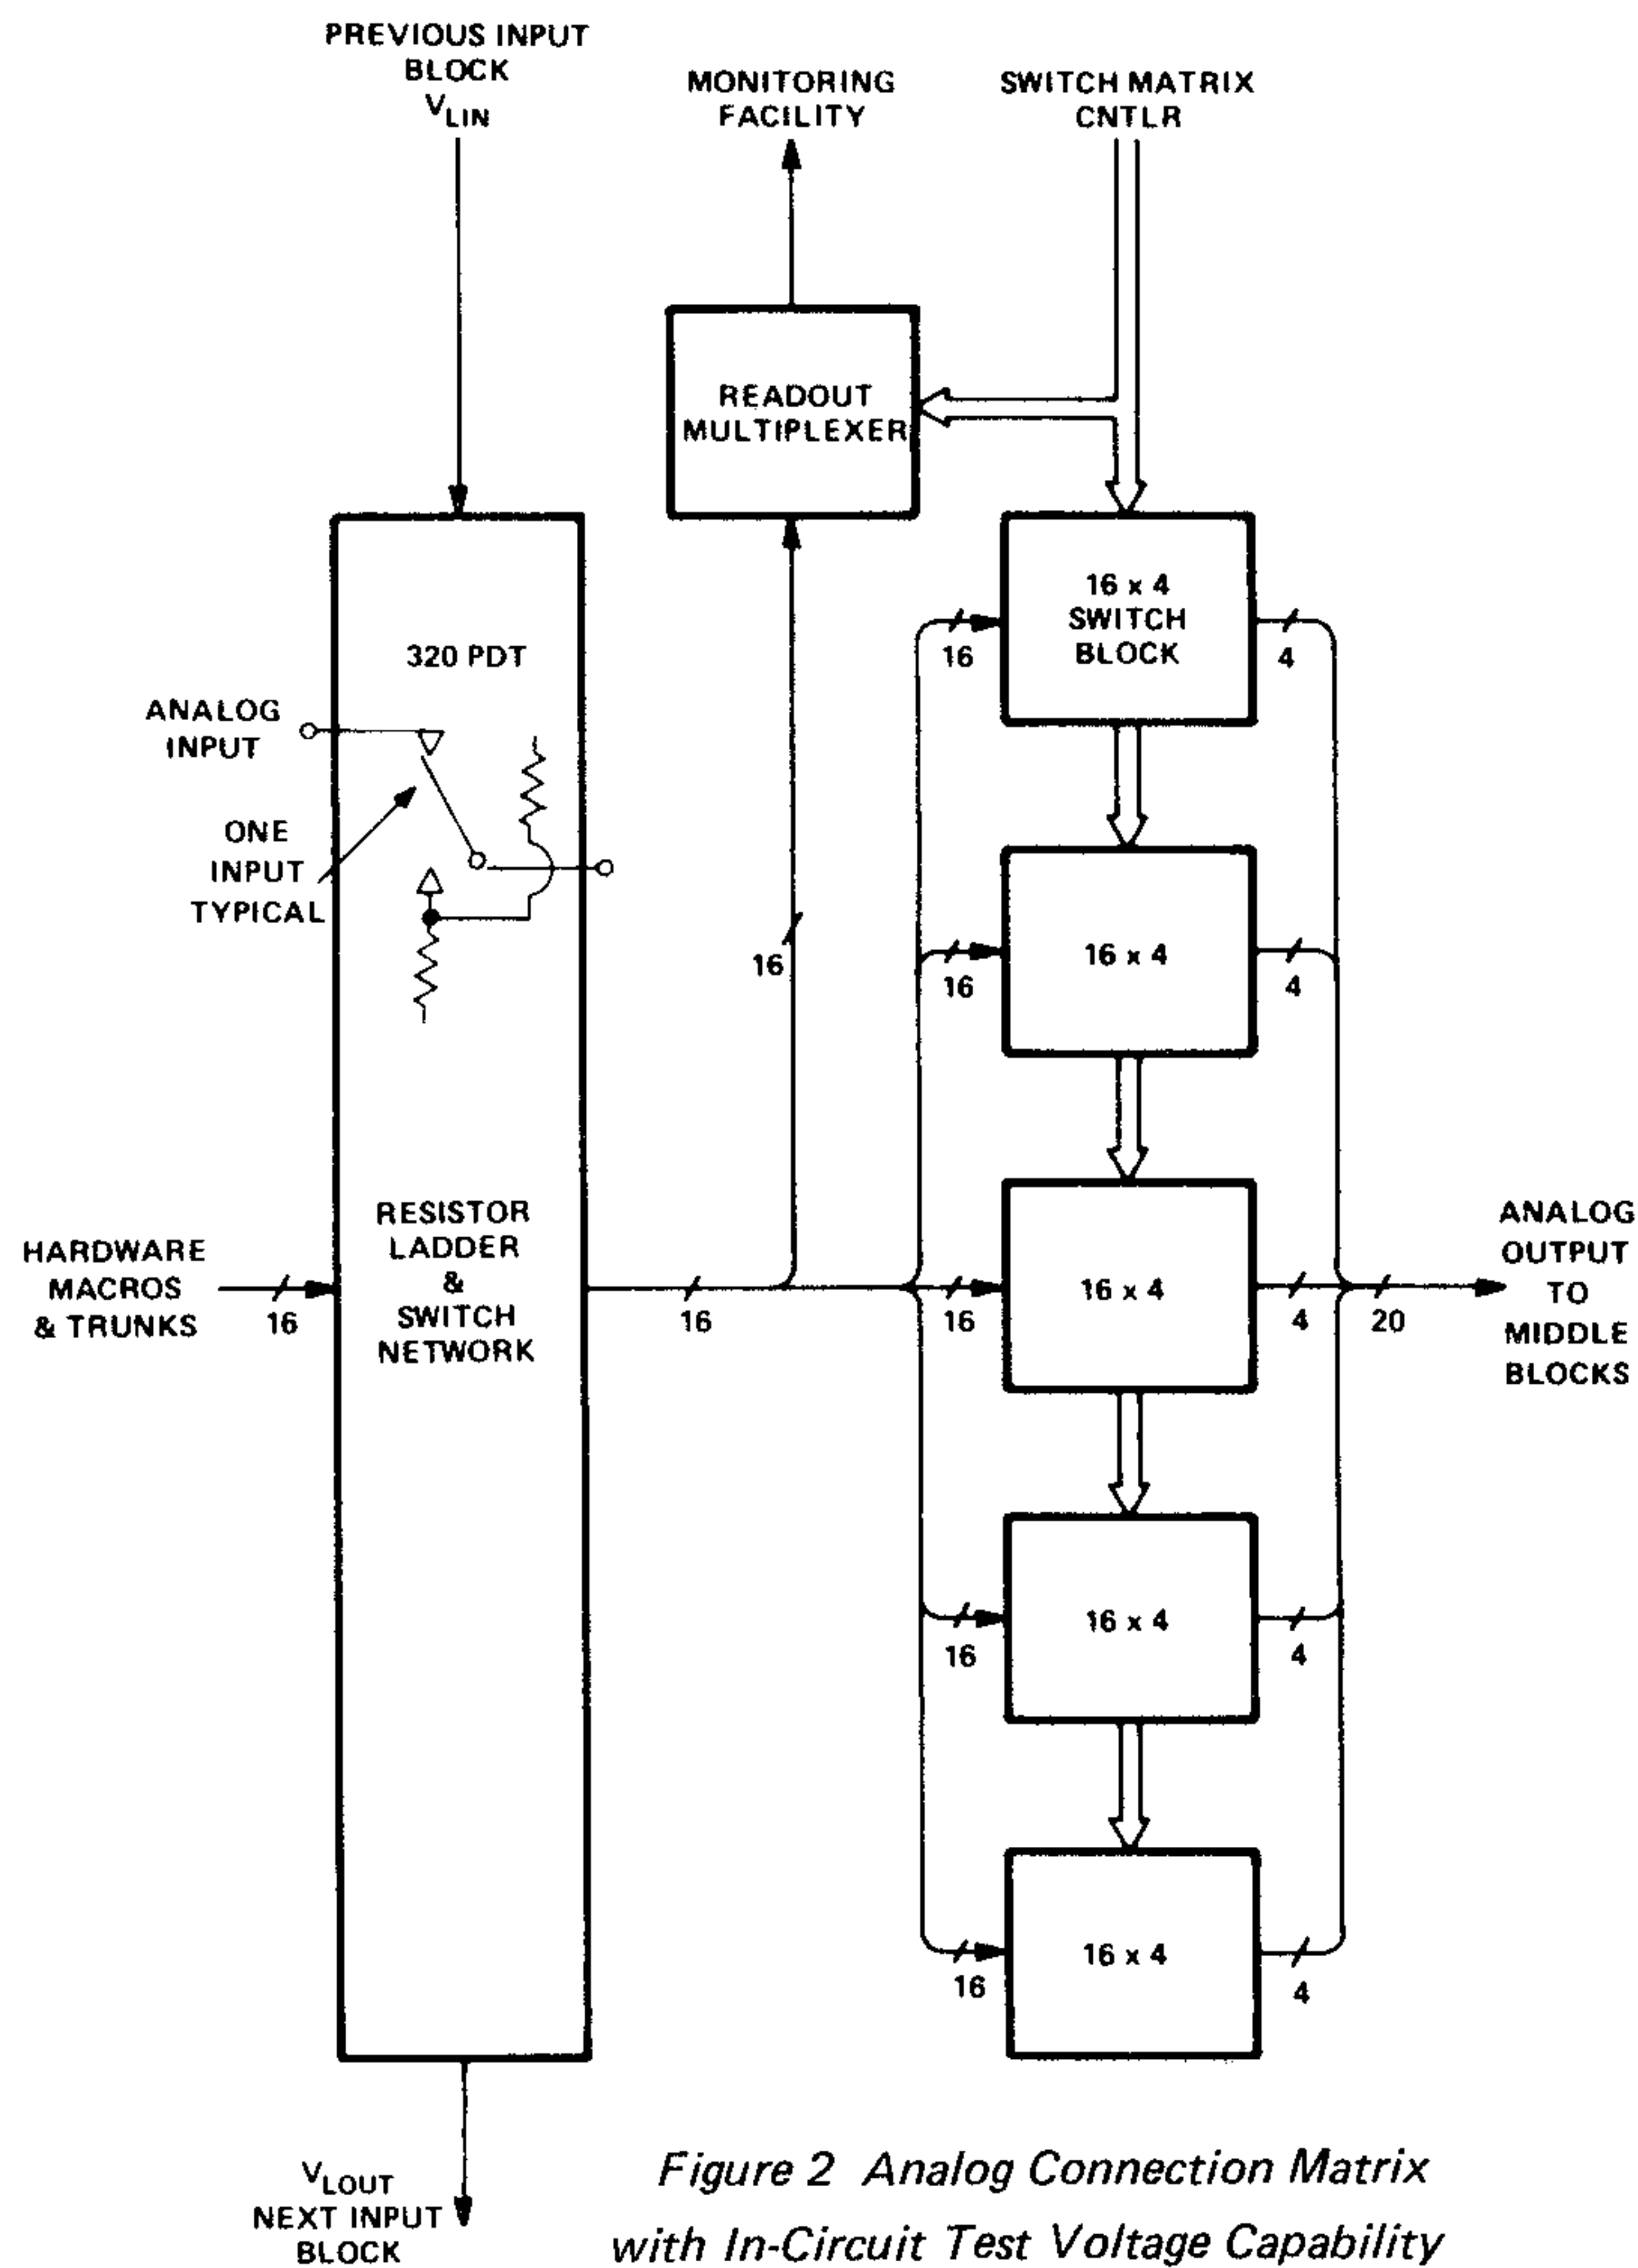 PREVIOUS INPUT
BLOCK
VLIN
MONITORING
FACILITY
SWITCH MATRIX
CNTLR
READOUT
MULTIPLEXER
320 PDT
ANALOG
INPUT
ONE
INPUT
TYPICAL
RESISTOR
LADDER
&
SWITCH
NETWORK
HARDWARE
MACROS
& TRUNKS
16
16
16
16 x 4
SWITCH
BLOCK
16
4
16 x 4
16
4
16 x 4
16
4
20
ANALOG
OUTPUT
TO
MIDDLE
BLOCKS
16 x 4
16
4
16 x 4
16
4
VLOUT
NEXT INPUT
BLOCK
Figure 2 Analog Connection Matrix
with In-Circuit Test Voltage Capability